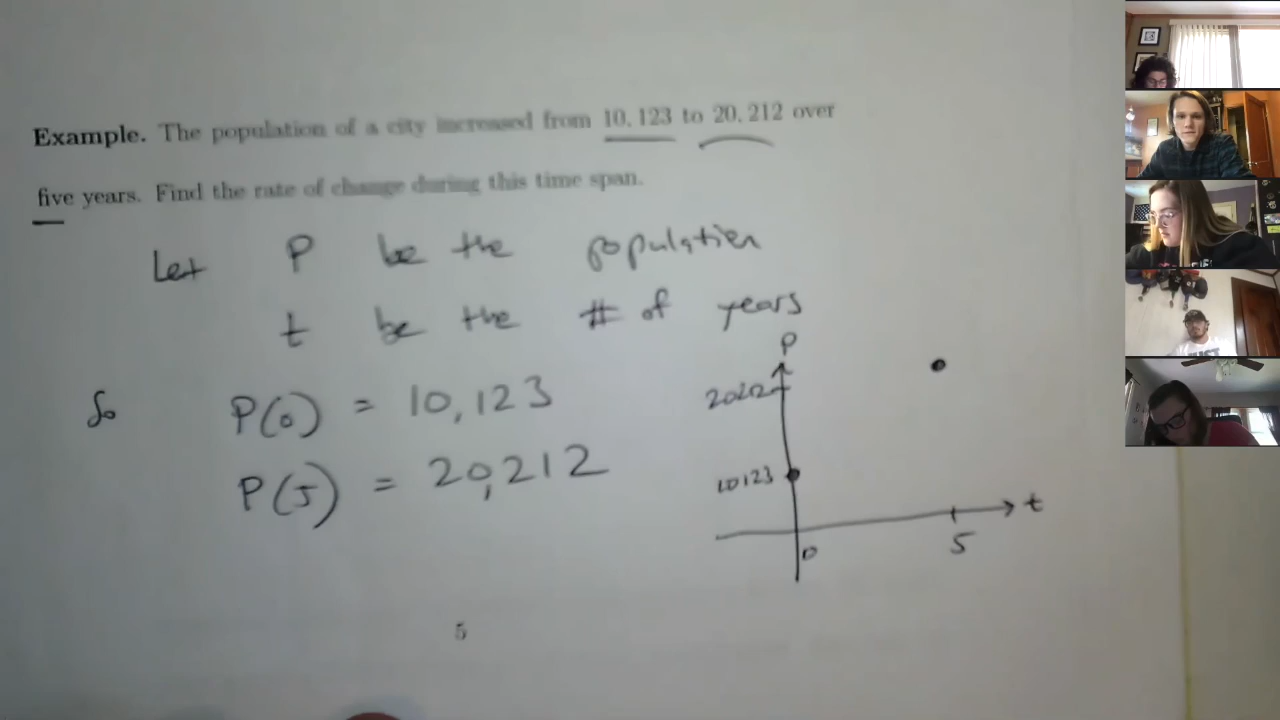 Example. The population of a city increased from 10,123 to 20,212 over
five years. Find the rate of change during this time span.
Let P be the population
t be the # of years
So P(0) = 10,123
P(5) = 20,212
P
20212
10123
t
0
5
5